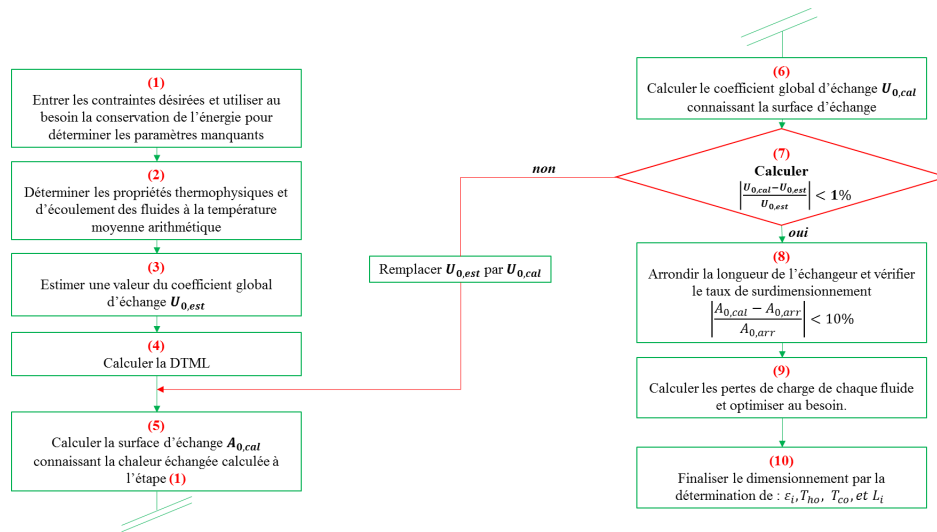 (1)
Entrer les contraintes désirées et utiliser au
besoin la conservation de l'énergie pour
déterminer les paramètres manquants
(2)
Déterminer les propriétés thermophysiques et
d'écoulement des fluides à la température
moyenne arithmétique
(3)
Estimer une valeur du coefficient global
d'échange U₀,est
(4)
Calculer la DTML
(5)
Calculer la surface d'échange A₀,cal
connaissant la chaleur échangée calculée à
l'étape (1)
(6)
Calculer le coefficient global d'échange U₀,cal
connaissant la surface d'échange
(7)
Calculer
|(U₀,cal−U₀,est)/U₀,est| < 1%
non
Remplacer U₀,est par U₀,cal
oui
(8)
Arrondir la longueur de l'échangeur et vérifier
le taux de surdimensionnement
|(A₀,cal − A₀,arr)/A₀,arr| < 10%
(9)
Calculer les pertes de charge de chaque fluide
et optimiser au besoin.
(10)
Finaliser le dimensionnement par la
détermination de : εᵢ, Tₕₒ, T_co, et Lᵢ